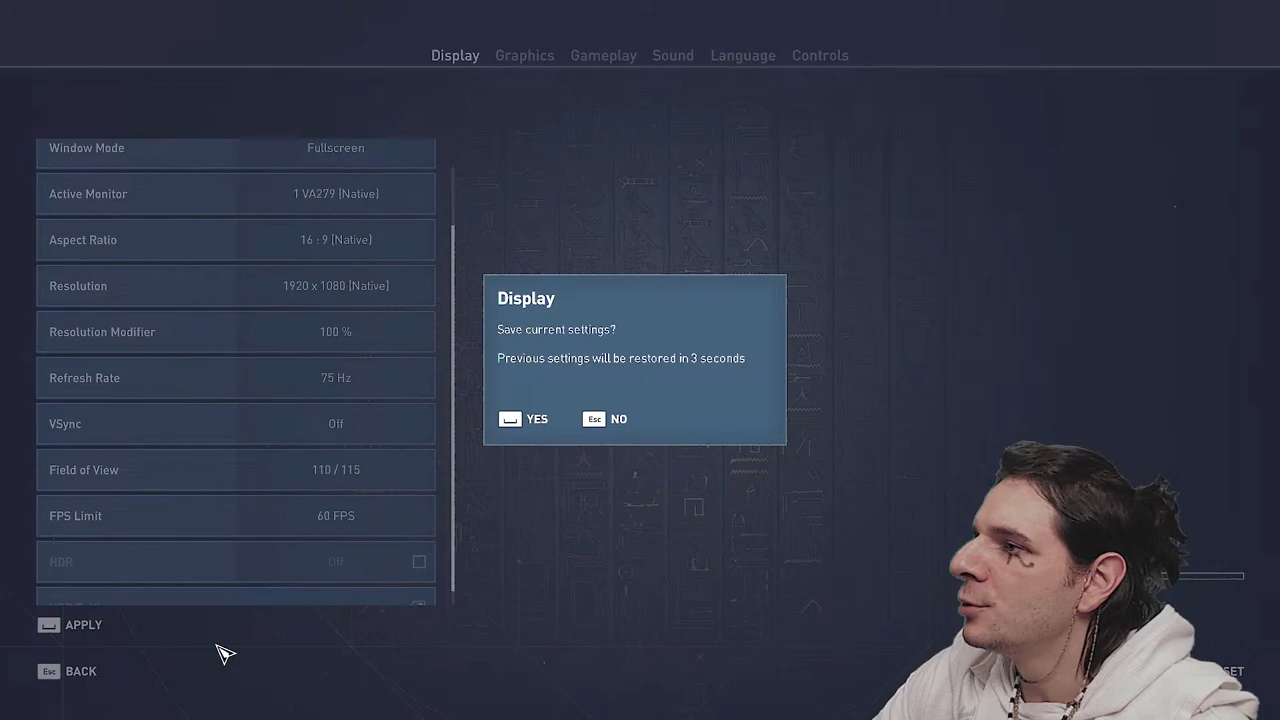 Display Graphics Gameplay Sound Language Controls
Window Mode Fullscreen
Active Monitor 1 VA279 (Native)
Aspect Ratio 16 : 9 (Native)
Resolution 1920 x 1080 (Native)
Resolution Modifier 100 %
Refresh Rate 75 Hz
VSync Off
Field of View 110 / 115
FPS Limit 60 FPS
HDR Off
Display
Save current settings?
Previous settings will be restored in 3 seconds
YES Esc NO
APPLY
Esc BACK